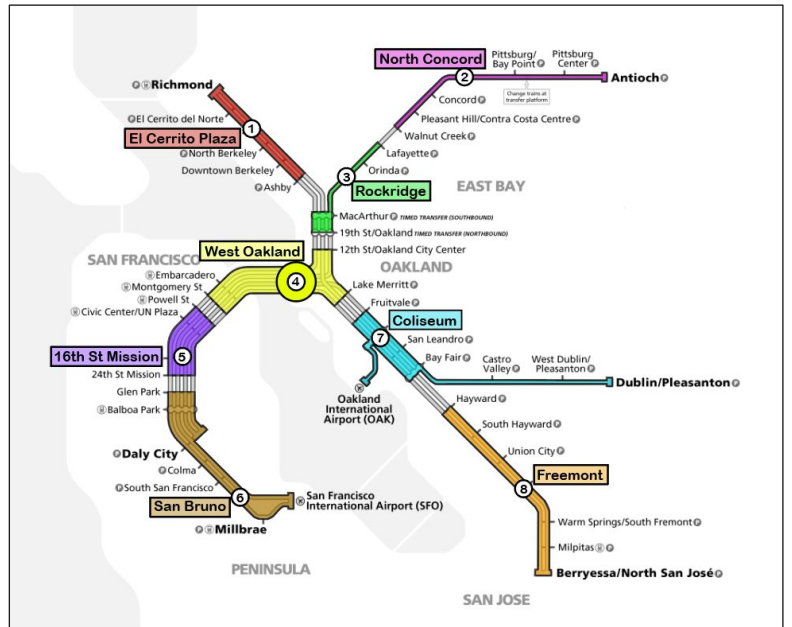 North Concord
Pittsburg/
Bay Point P
Pittsburg
Center P
2
Antioch P
Change trains at
transfer platform
Richmond
P El Cerrito del Norte
1
El Cerrito Plaza
P North Berkeley
Downtown Berkeley
P Ashby
Concord P
Pleasant Hill/Contra Costa Centre P
Walnut Creek P
Lafayette P
Orinda P
3
Rockridge
EAST BAY
MacArthur P TIMED TRANSFER (SOUTHBOUND)
19th St/Oakland TIMED TRANSFER (NORTHBOUND)
12th St/Oakland City Center
West Oakland
SAN FRANCISCO
OAKLAND
4
Embarcadero
Montgomery St
Powell St
Civic Center/UN Plaza
Lake Merritt P
Fruitvale P
Coliseum
7
San Leandro P
Bay Fair P
16th St Mission
5
24th St Mission
Glen Park
Balboa Park
Castro
Valley P
West Dublin/
Pleasanton P
Dublin/Pleasanton P
Oakland
International
Airport (OAK)
Hayward P
South Hayward P
Union City P
P Daly City
P Colma
P South San Francisco
San Bruno
6
San Francisco
International Airport (SFO)
P Millbrae
Freemont
8
Warm Springs/South Fremont P
Milpitas P
Berryessa/North San José P
PENINSULA
SAN JOSE